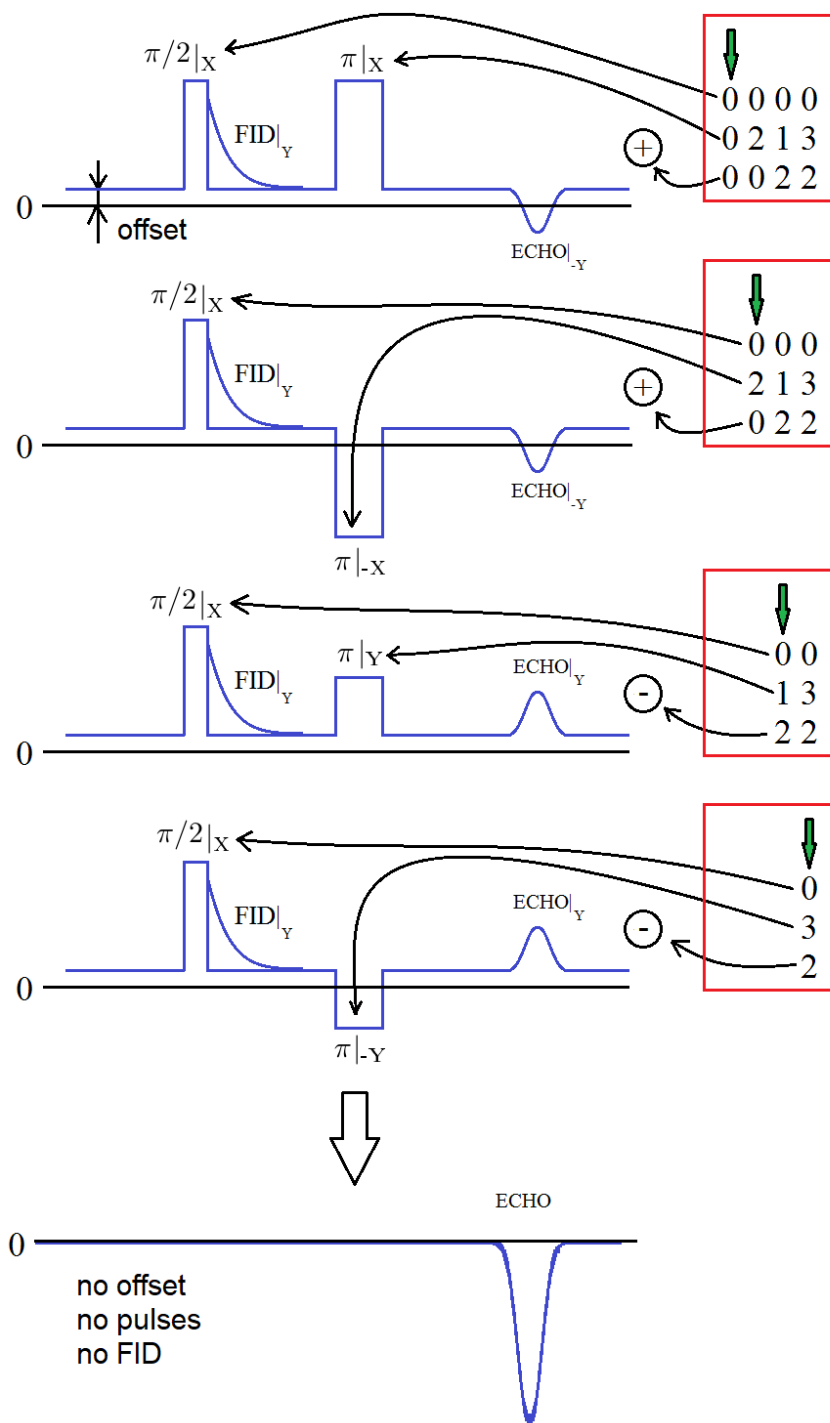 π/2|X π|X
0 0 0 0
FID|Y
0 2 1 3
+
0 0 2 2
0
offset
ECHO|-Y
π/2|X
0 0 0
FID|Y
2 1 3
+
0 2 2
0
ECHO|-Y
π|-X
π/2|X
0 0
π|Y
ECHO|Y
FID|Y
1 3
-
2 2
0
π/2|X
0
ECHO|Y
FID|Y
3
-
2
0
π|-Y
ECHO
0
no offset
no pulses
no FID